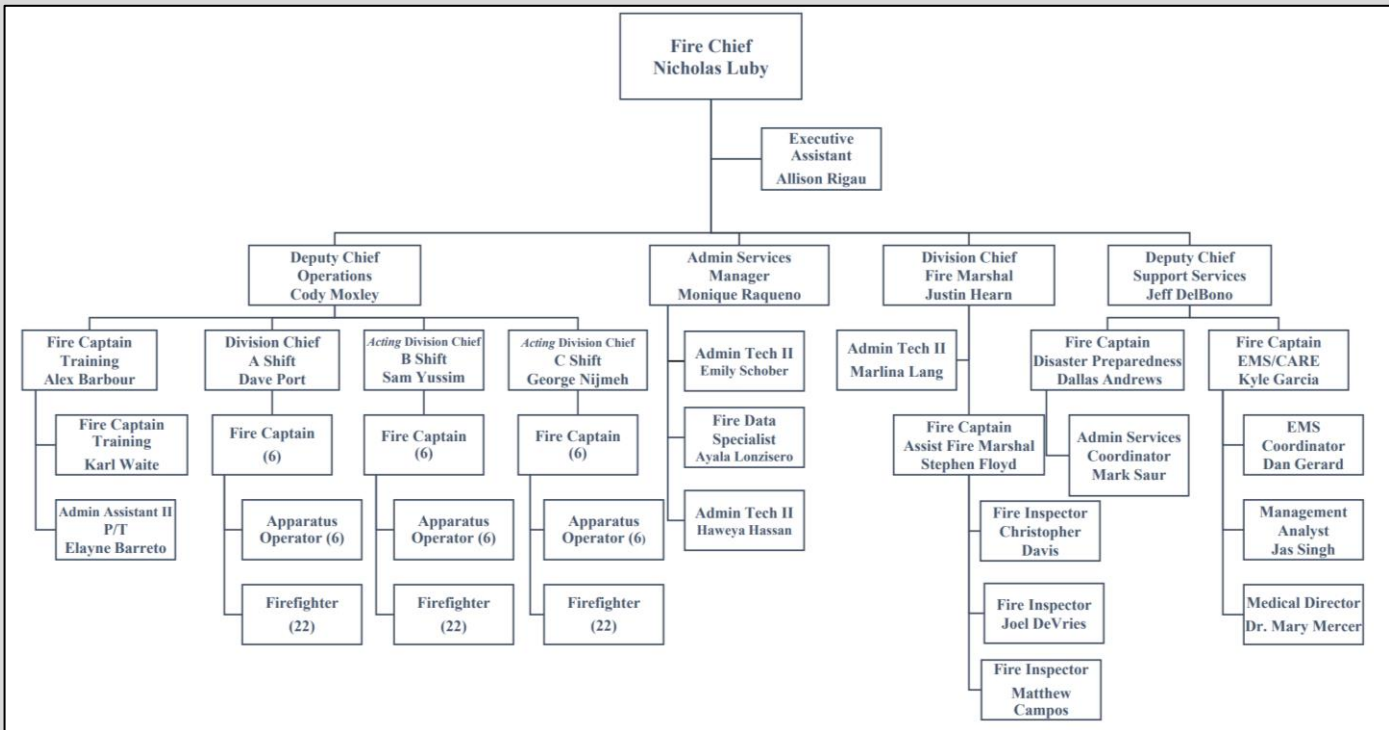 Fire Chief
Nicholas Luby
Executive
Assistant
Allison Rigau
Deputy Chief
Operations
Cody Moxley
Admin Services
Manager
Monique Raqueno
Division Chief
Fire Marshal
Justin Hearn
Deputy Chief
Support Services
Jeff DelBono
Fire Captain
Training
Alex Barbour
Division Chief
A Shift
Dave Port
Acting Division Chief
B Shift
Sam Yussim
Acting Division Chief
C Shift
George Nijmeh
Admin Tech II
Emily Schober
Admin Tech II
Marlina Lang
Fire Captain
Disaster Preparedness
Dallas Andrews
Fire Captain
EMS/CARE
Kyle Garcia
Fire Captain
Training
Karl Waite
Fire Captain
(6)
Fire Captain
(6)
Fire Captain
(6)
Fire Data
Specialist
Ayala Lonzisero
Fire Captain
Assist Fire Marshal
Stephen Floyd
Admin Services
Coordinator
Mark Saur
EMS
Coordinator
Dan Gerard
Admin Assistant II
P/T
Elayne Barreto
Apparatus
Operator (6)
Apparatus
Operator (6)
Apparatus
Operator (6)
Admin Tech II
Haweya Hassan
Fire Inspector
Christopher
Davis
Management
Analyst
Jas Singh
Firefighter
(22)
Firefighter
(22)
Firefighter
(22)
Fire Inspector
Joel DeVries
Medical Director
Dr. Mary Mercer
Fire Inspector
Matthew
Campos